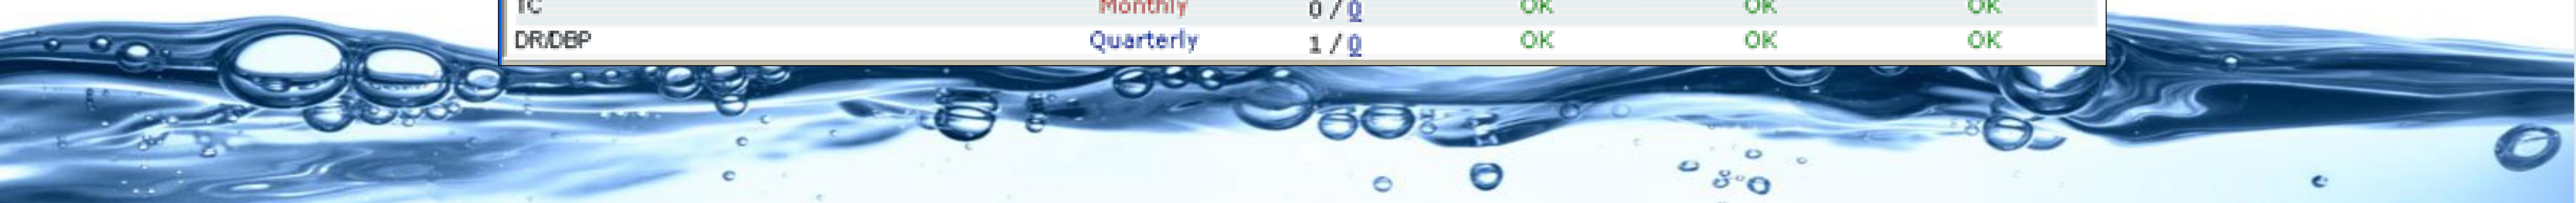 TC Monthly 0 / 0 OK OK OK
DR/DBP Quarterly 1 / 0 OK OK OK